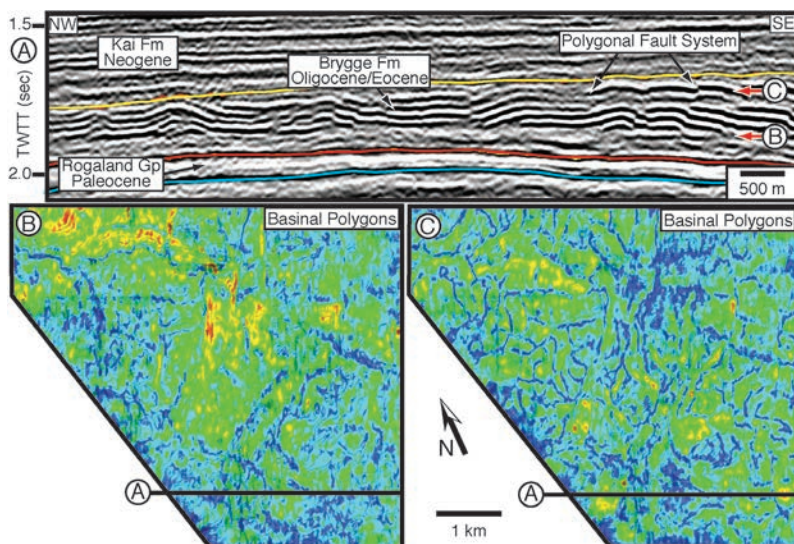 1.5
NW
SE
A
Kai Fm
Neogene
Polygonal Fault System
Brygge Fm
Oligocene/Eocene
C
TWTT (sec)
B
Rogaland Gp
Paleocene
2.0
500 m
B
Basinal Polygons
C
Basinal Polygons
N
A
A
1 km